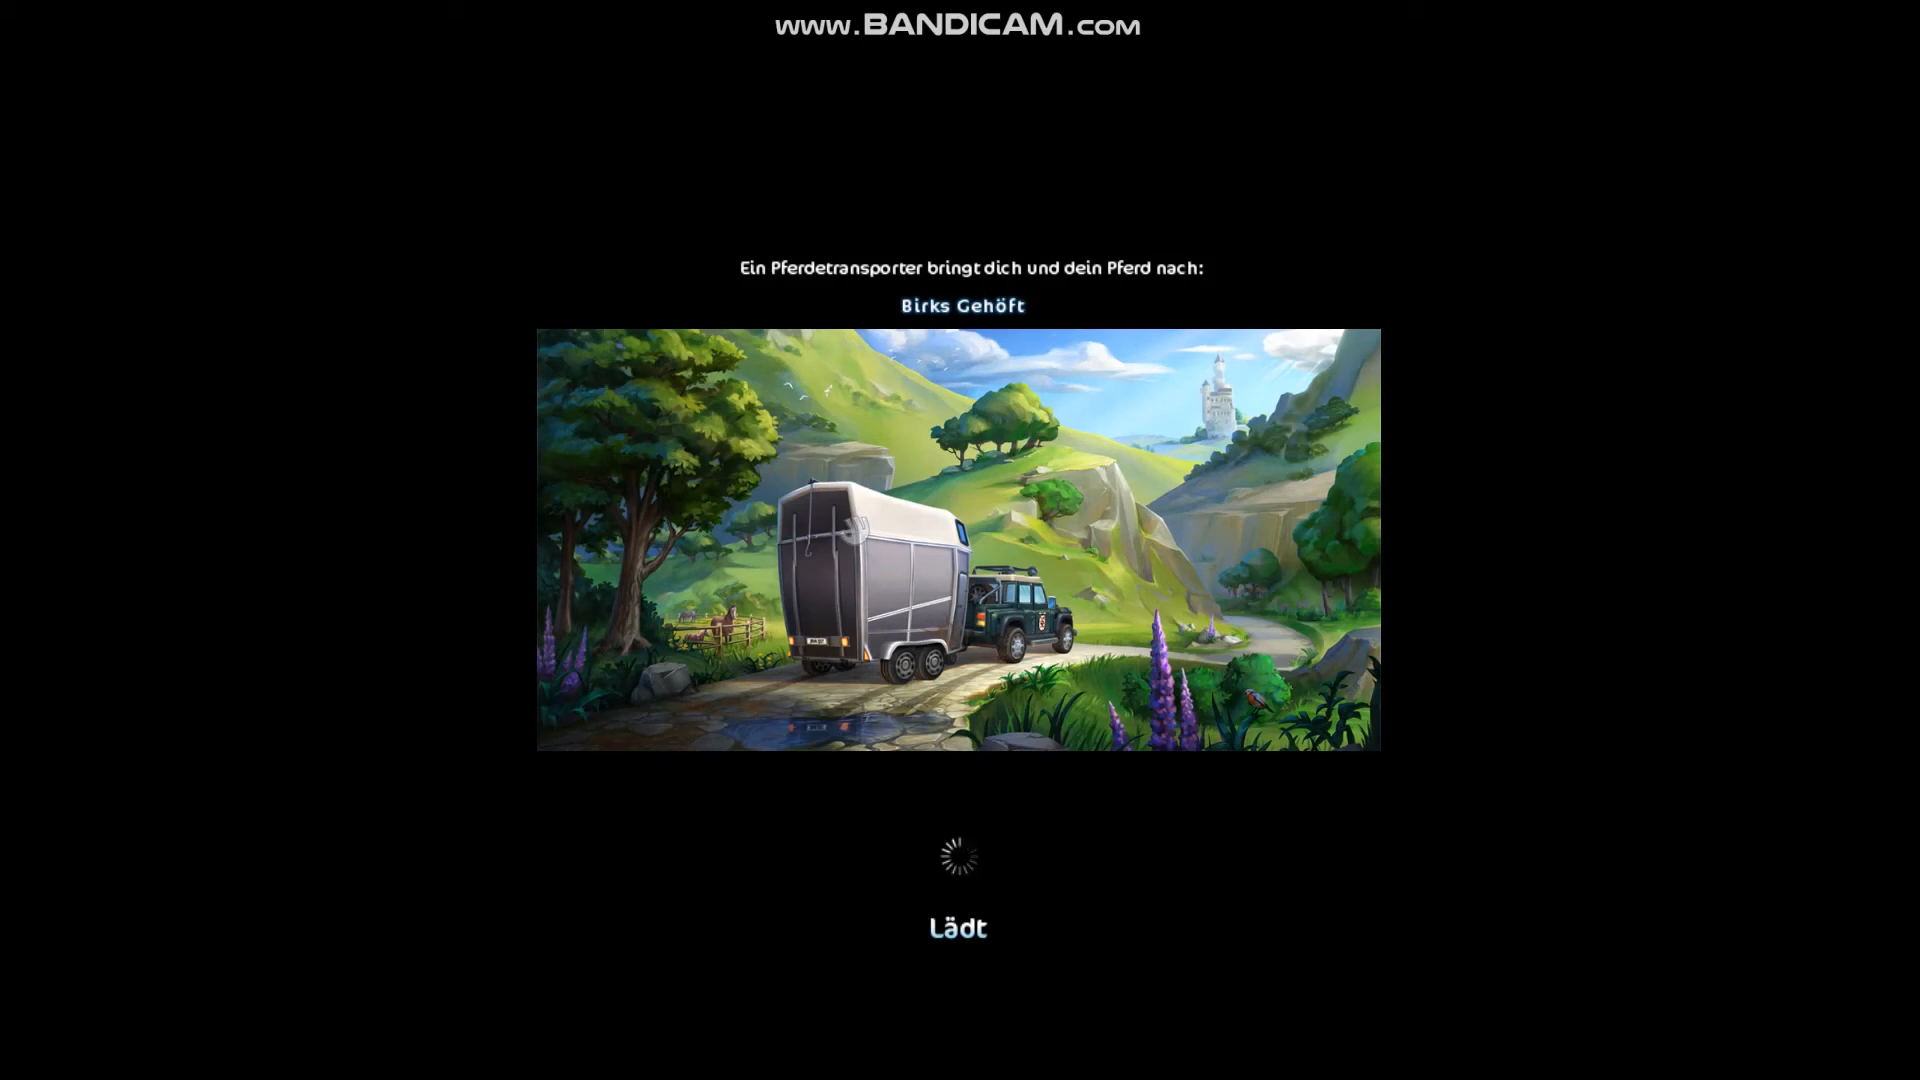 www.BANDICAM.com
Ein Pferdetransporter bringt dich und dein Pferd nach:
Birks Gehöft
Lädt